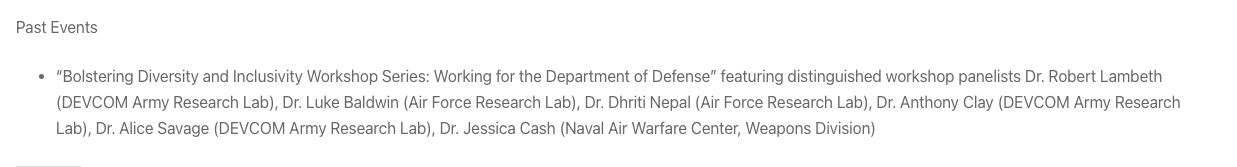 Past Events
• “Bolstering Diversity and Inclusivity Workshop Series: Working for the Department of Defense” featuring distinguished workshop panelists Dr. Robert Lambeth
(DEVCOM Army Research Lab), Dr. Luke Baldwin (Air Force Research Lab), Dr. Dhriti Nepal (Air Force Research Lab), Dr. Anthony Clay (DEVCOM Army Research
Lab), Dr. Alice Savage (DEVCOM Army Research Lab), Dr. Jessica Cash (Naval Air Warfare Center, Weapons Division)